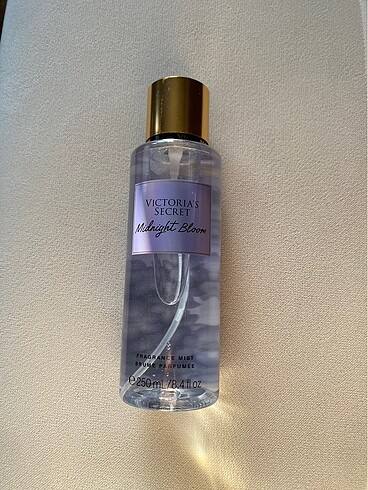 VICTORIA'S
SECRET
Midnight Bloom
FRAGRANCE MIST
BRUME PARFUMÉE
℮250 mL / 8.4 fl oz